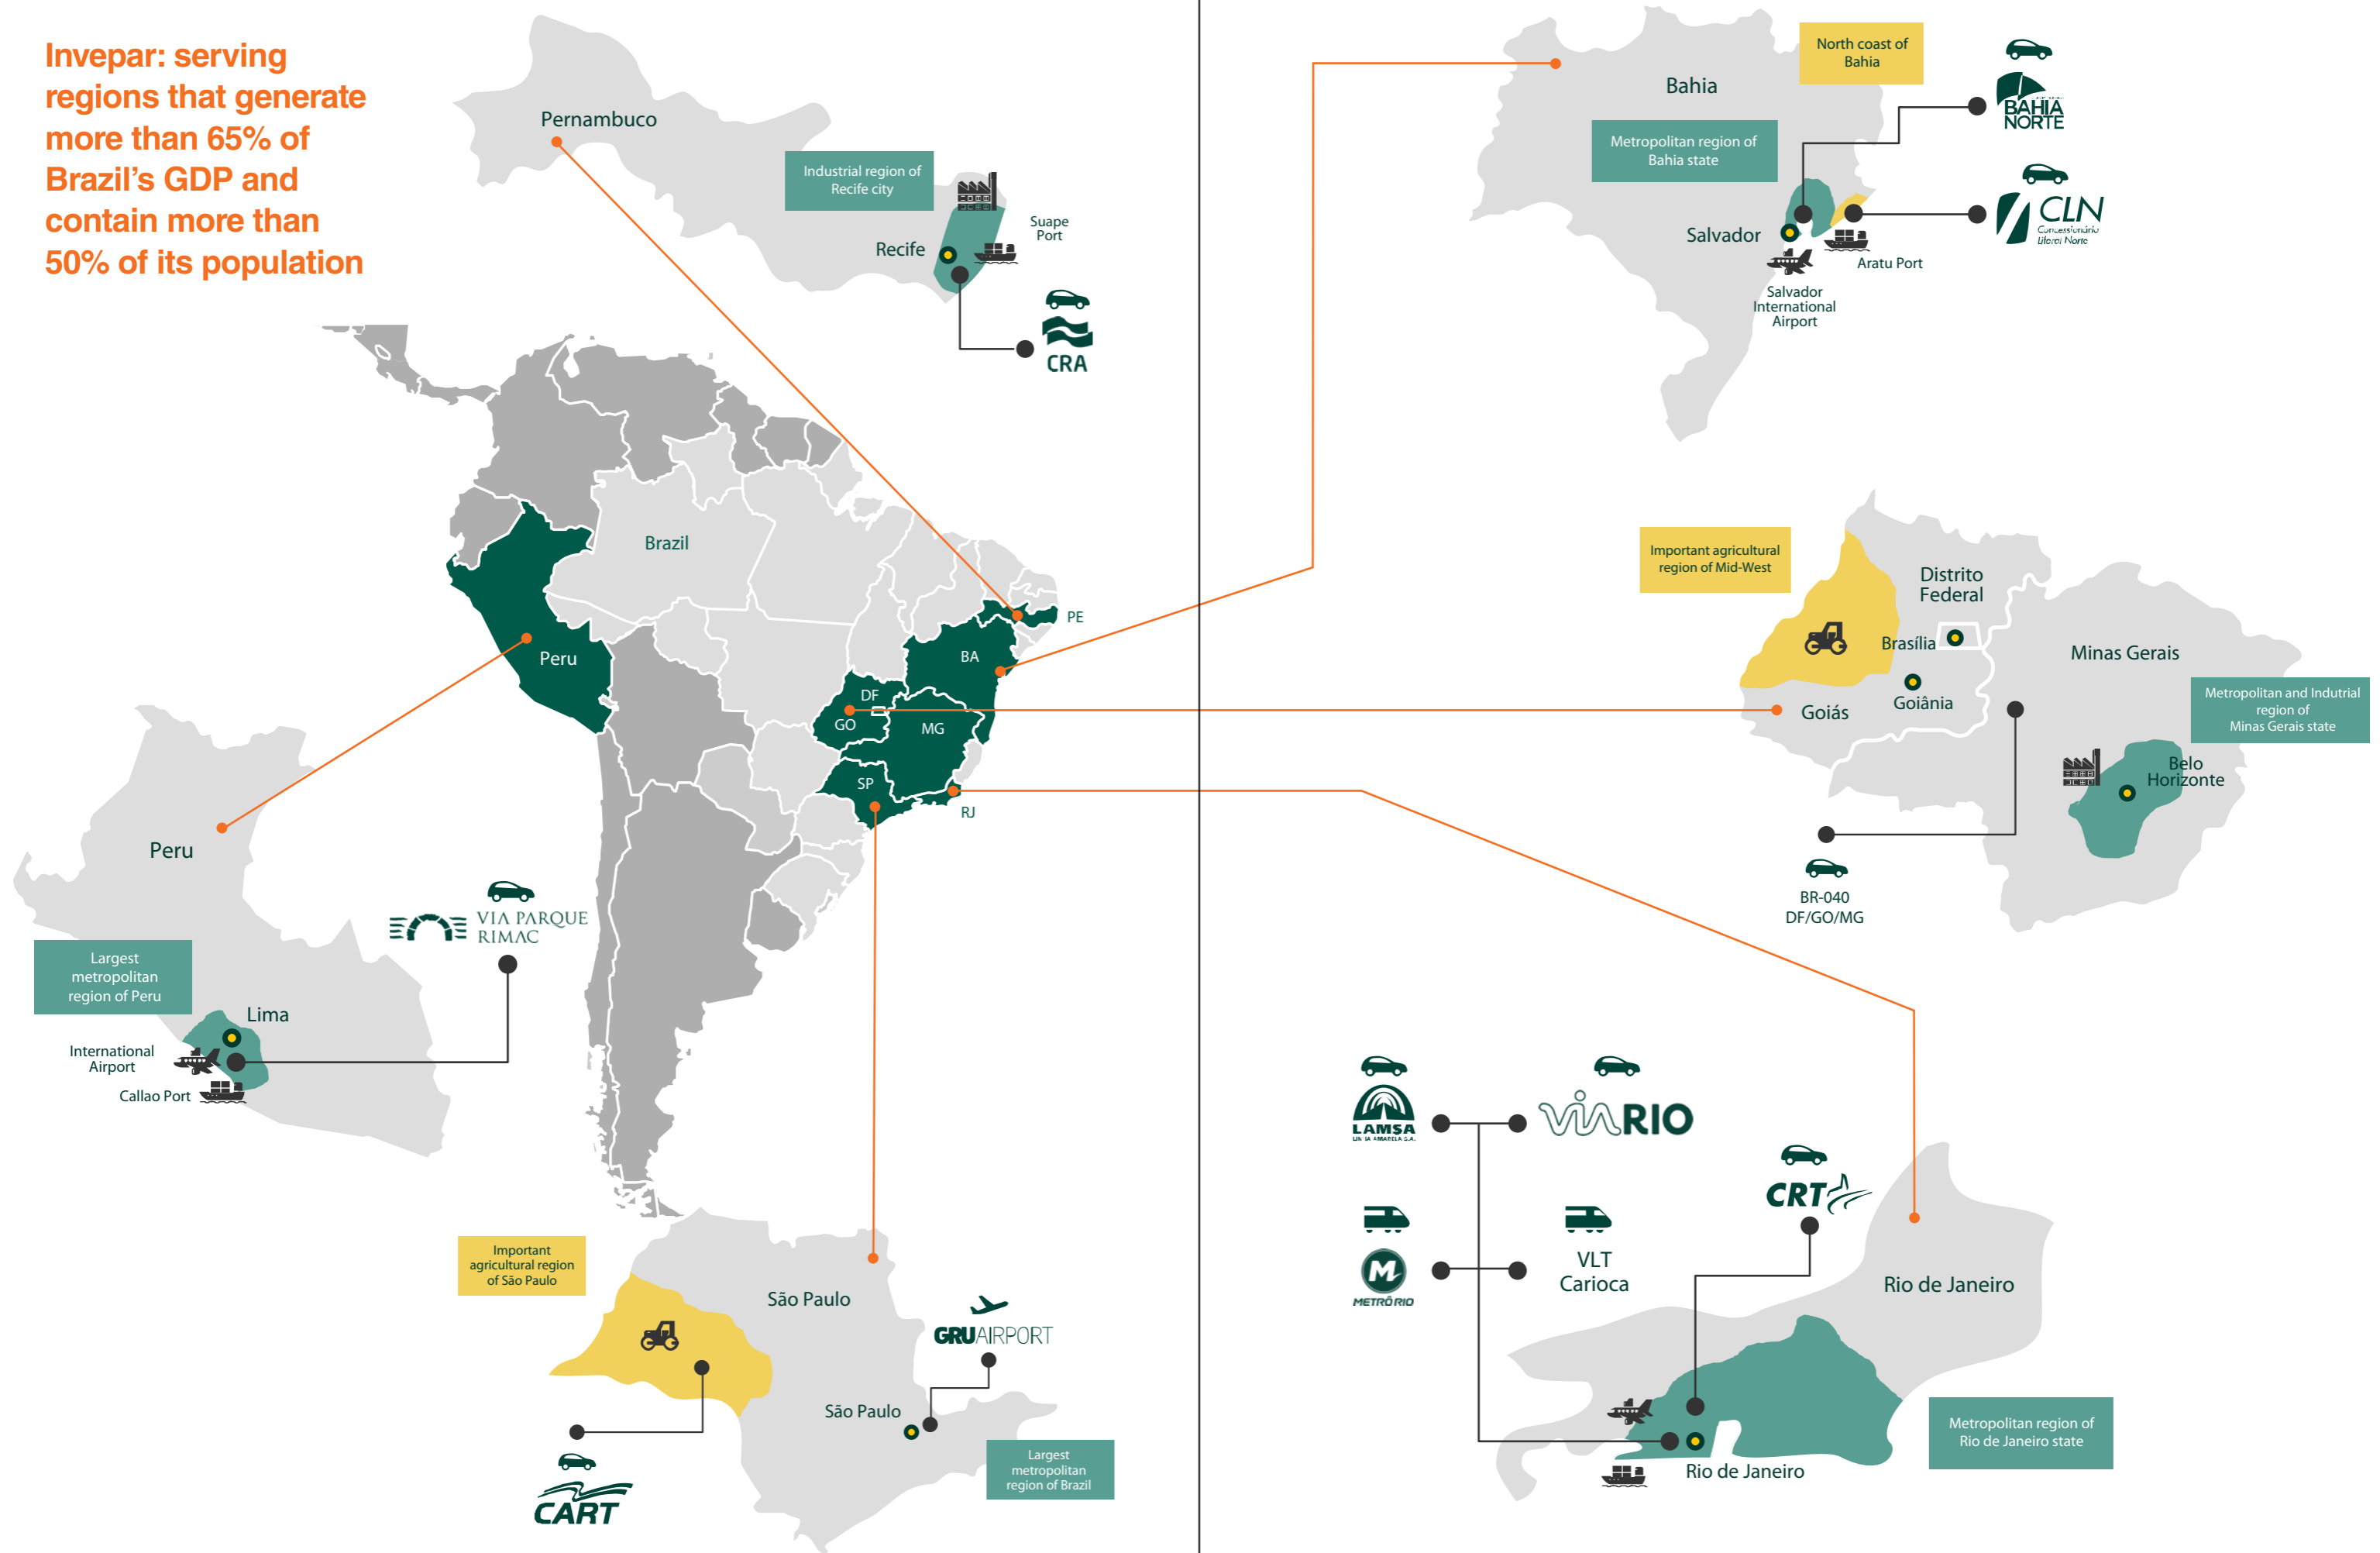 Invepar: serving
regions that generate
more than 65% of
Brazil’s GDP and
contain more than
50% of its population
Pernambuco
Industrial region of
Recife city
Recife
Suape
Port
CRA
Brazil
Peru
PE
BA
DF
GO
MG
SP
RJ
Peru
Largest
metropolitan
region of Peru
Lima
International
Airport
Callao Port
VIA PARQUE
RIMAC
Important
agricultural region
of São Paulo
São Paulo
GRUAIRPORT
São Paulo
Largest
metropolitan
region of Brazil
CART
Bahia
North coast of
Bahia
Metropolitan region of
Bahia state
BAHIA
NORTE
CLN
Concessionária
Litoral Norte
Salvador
Aratu Port
Salvador
International
Airport
Important agricultural
region of Mid-West
Distrito
Federal
Brasília
Goiânia
Goiás
Minas Gerais
Metropolitan and Indutrial
region of
Minas Gerais state
Belo
Horizonte
BR-040
DF/GO/MG
LAMSA
LINHA AMARELA S.A.
VIARIO
METRÔRIO
VLT
Carioca
CRT
Rio de Janeiro
Metropolitan region of
Rio de Janeiro state
Rio de Janeiro